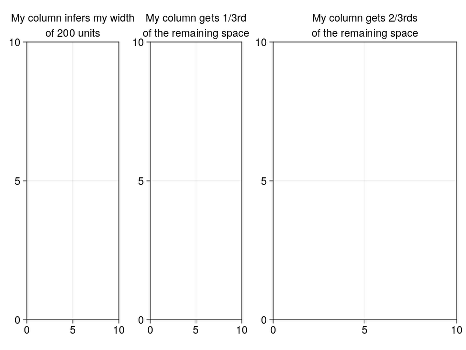 My column infers my width
of 200 units
My column gets 1/3rd
of the remaining space
My column gets 2/3rds
of the remaining space
10
5
0
0 5 10
10
5
0
0 5 10
10
5
0
0 5 10